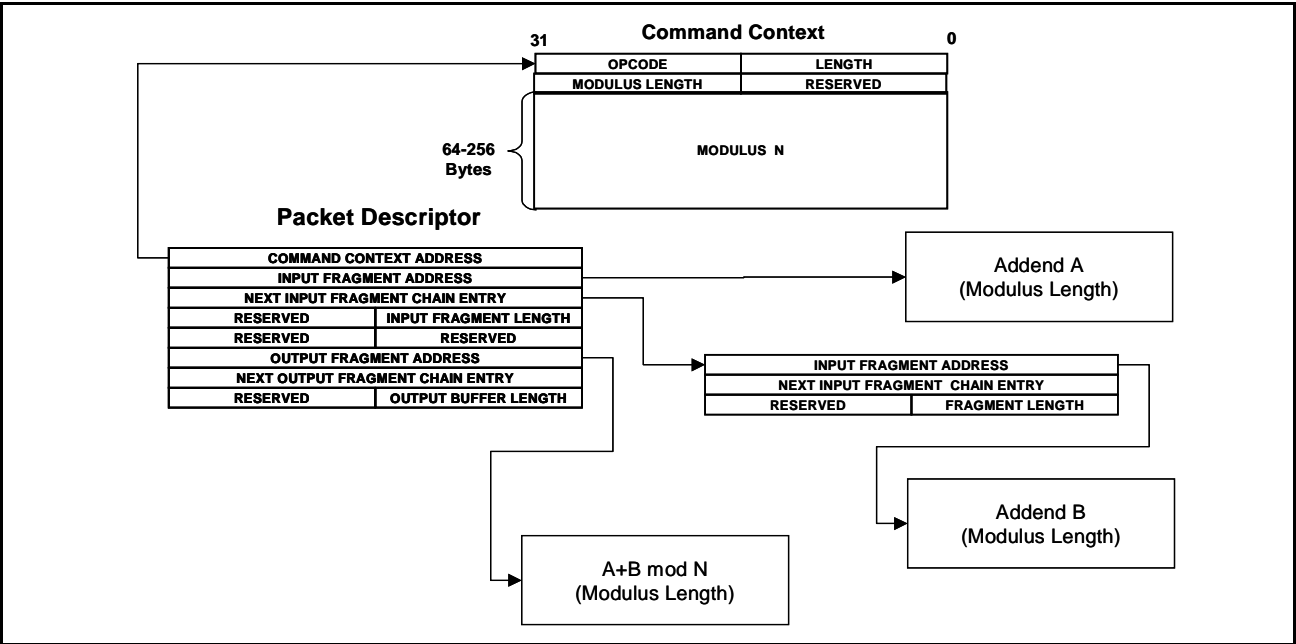 Command Context
31 0
OPCODE LENGTH
MODULUS LENGTH RESERVED
64-256
Bytes
MODULUS N
Packet Descriptor
COMMAND CONTEXT ADDRESS
INPUT FRAGMENT ADDRESS
NEXT INPUT FRAGMENT CHAIN ENTRY
RESERVED INPUT FRAGMENT LENGTH
RESERVED RESERVED
OUTPUT FRAGMENT ADDRESS
NEXT OUTPUT FRAGMENT CHAIN ENTRY
RESERVED OUTPUT BUFFER LENGTH
Addend A
(Modulus Length)
INPUT FRAGMENT ADDRESS
NEXT INPUT FRAGMENT CHAIN ENTRY
RESERVED FRAGMENT LENGTH
Addend B
(Modulus Length)
A+B mod N
(Modulus Length)